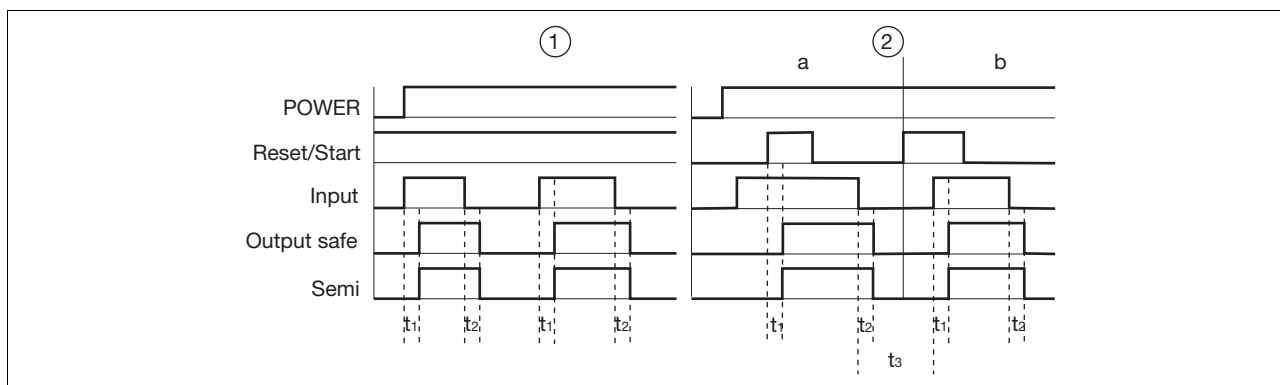 ① ②
a b
POWER
Reset/Start
Input
Output safe
Semi
t1 t2 t1 t2 t1 t2 t1 t2
t3